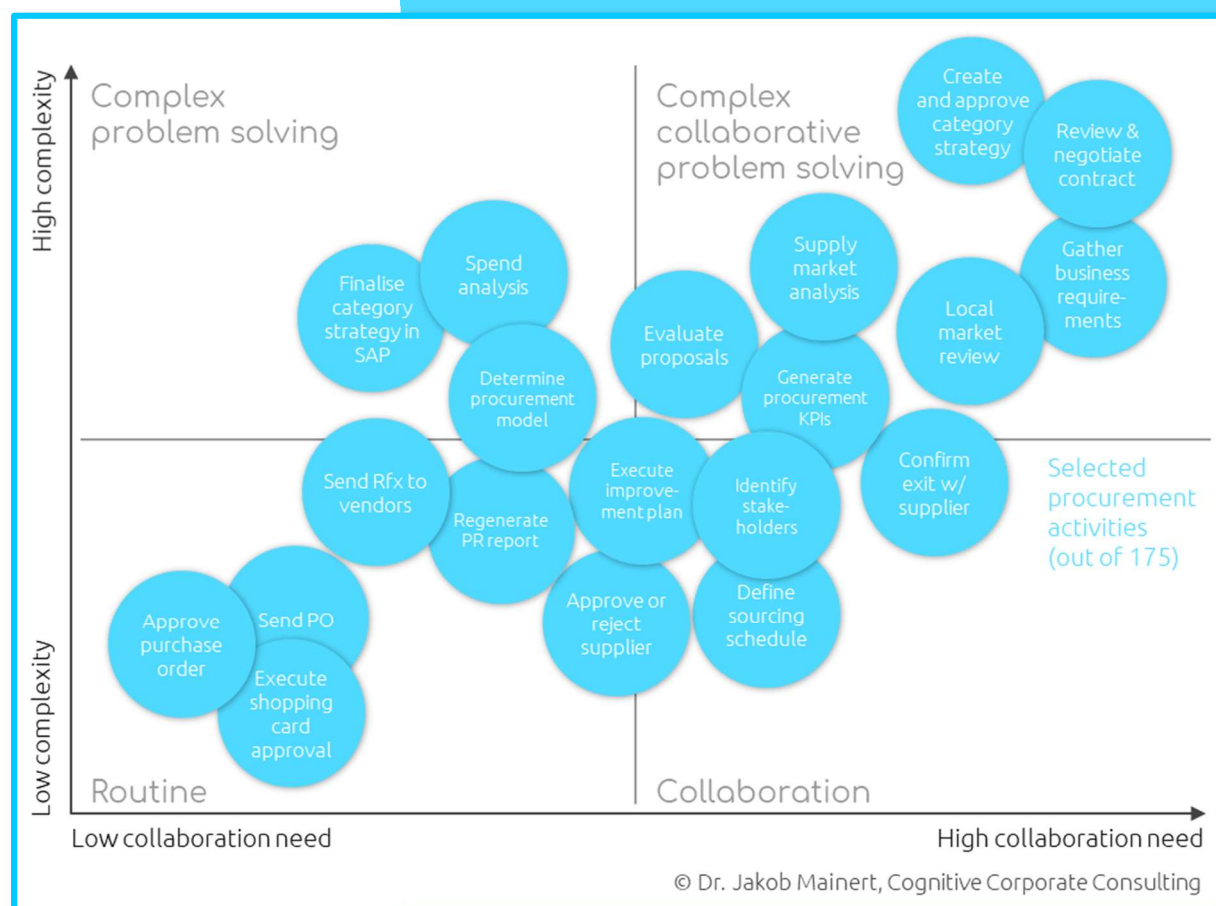 High complexity
Low complexity
Complex
problem solving
Complex
collaborative
problem solving
Create
and approve
category
strategy
Review &
negotiate
contract
Gather
business
require-
ments
Supply
market
analysis
Local
market
review
Spend
analysis
Finalise
category
strategy in
SAP
Evaluate
proposals
Determine
procurement
model
Generate
procurement
KPIs
Send Rfx to
vendors
Regenerate
PR report
Execute
improve-
ment plan
Identify
stake-
holders
Confirm
exit w/
supplier
Selected
procurement
activities
(out of 175)
Approve
purchase
order
Send PO
Execute
shopping
card
approval
Approve or
reject
supplier
Define
sourcing
schedule
Routine
Collaboration
Low collaboration need
High collaboration need
© Dr. Jakob Mainert, Cognitive Corporate Consulting